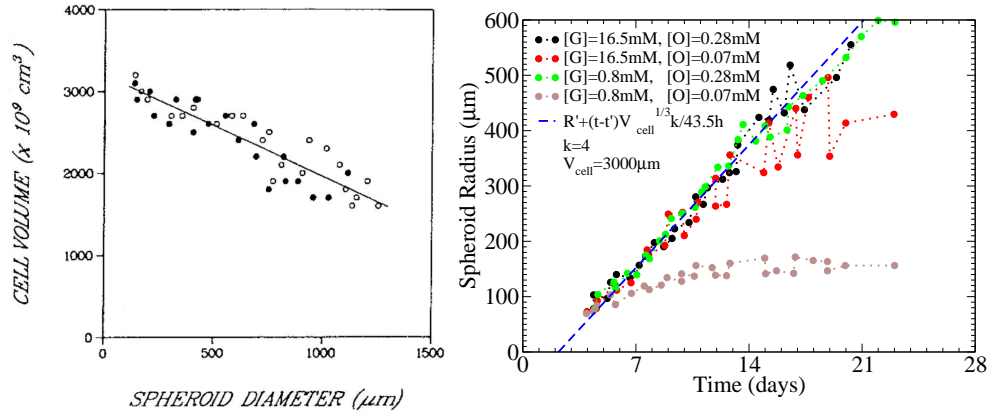 4000
3000
2000
1000
0
0
500
1000
1500
CELL VOLUME (x 10⁹ cm³)
SPHEROID DIAMETER (μm)
600
500
400
300
200
100
0
0
7
14
21
28
Spheroid Radius (μm)
Time (days)
[G]=16.5mM, [O]=0.28mM
[G]=16.5mM, [O]=0.07mM
[G]=0.8mM, [O]=0.28mM
[G]=0.8mM, [O]=0.07mM
R'+(t-t')V_cell^1/3 k/43.5h
k=4
V_cell=3000μm